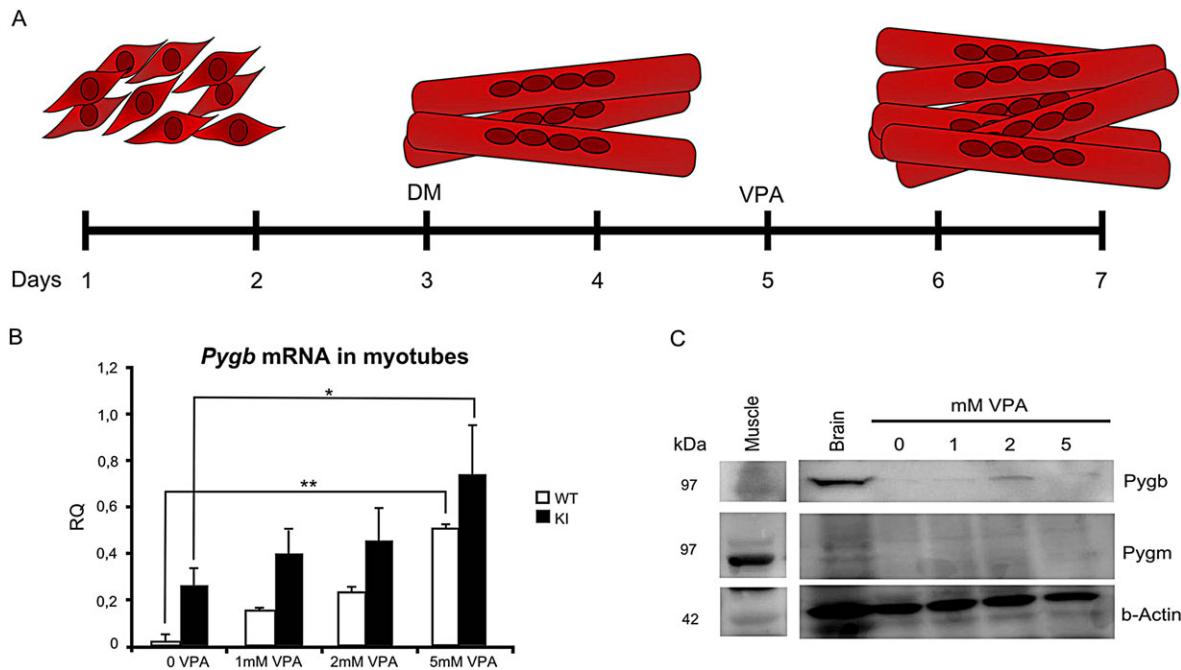 A
DM
VPA
Days 1 2 3 4 5 6 7
B
Pygb mRNA in myotubes
1,2
1,0
0,8
0,6
0,4
0,2
0
RQ
*
**
WT
KI
0 VPA 1mM VPA 2mM VPA 5mM VPA
C
mM VPA
kDa Muscle Brain 0 1 2 5
97 Pygb
97 Pygm
42 b-Actin